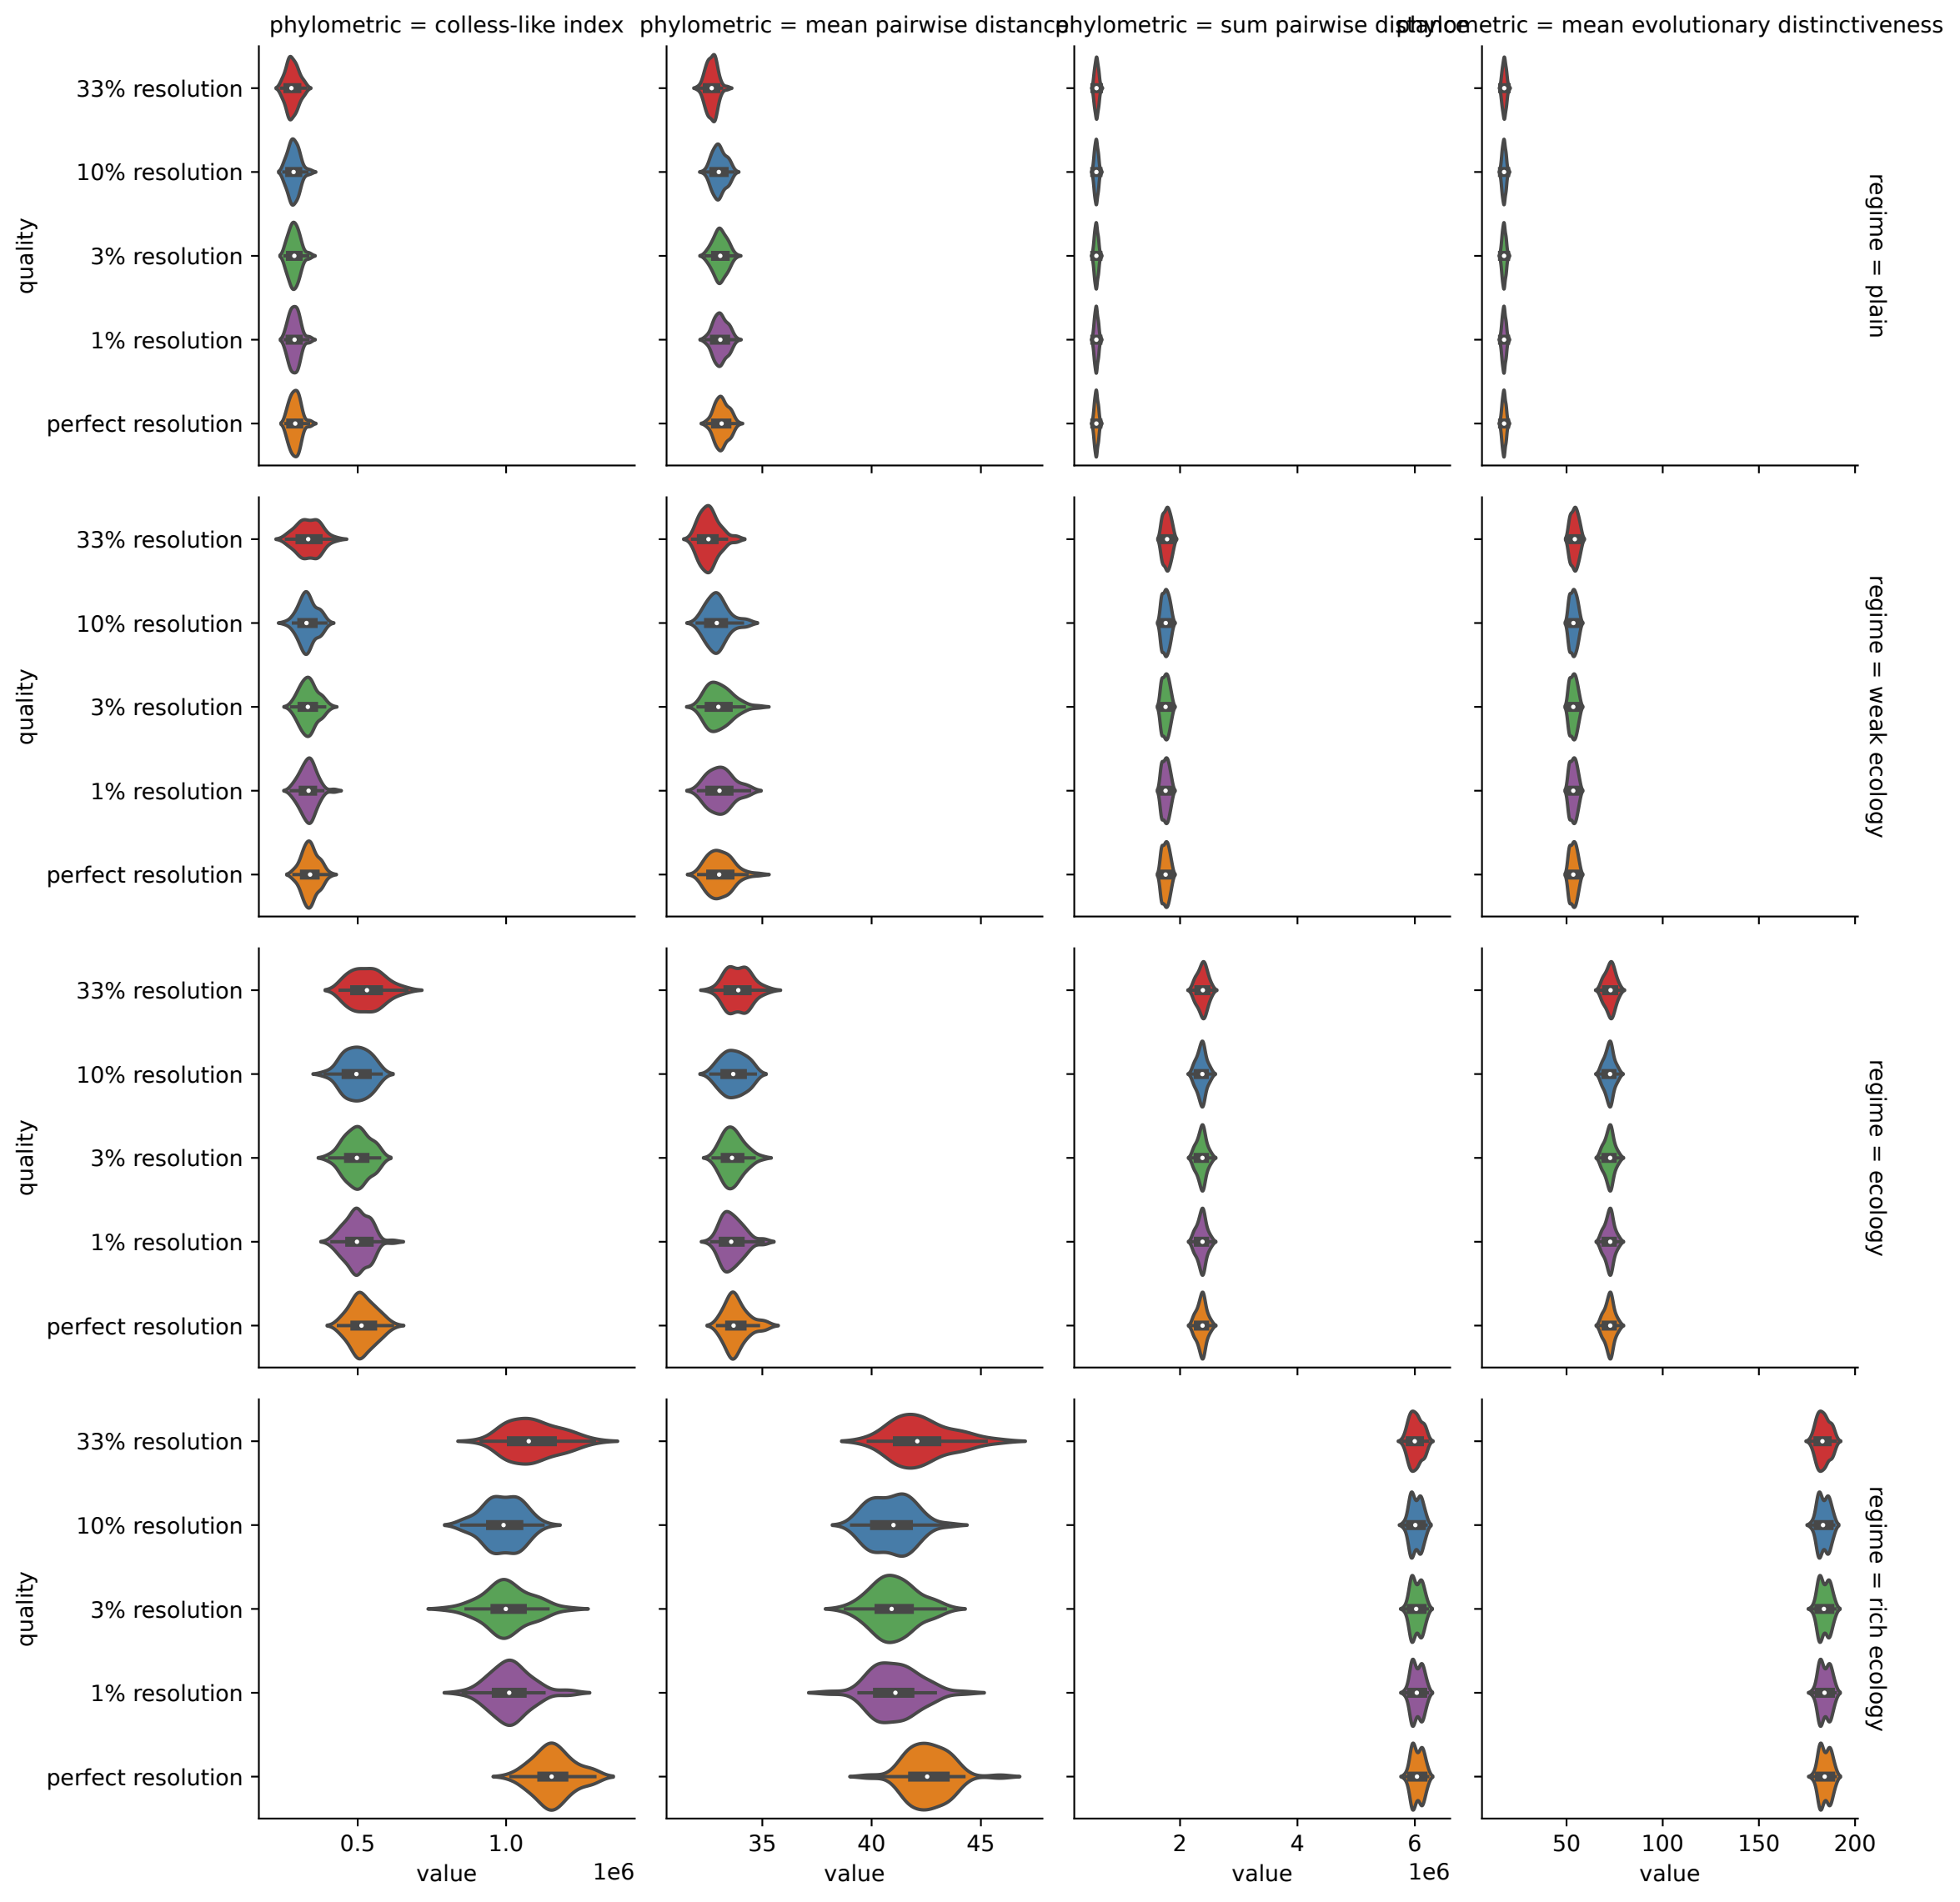 phylometric = colless-like index
phylometric = mean pairwise distance
phylometric = sum pairwise distance
phylometric = mean evolutionary distinctiveness
33% resolution
10% resolution
3% resolution
1% resolution
perfect resolution
quality
regime = plain
33% resolution
10% resolution
3% resolution
1% resolution
perfect resolution
quality
regime = weak ecology
33% resolution
10% resolution
3% resolution
1% resolution
perfect resolution
quality
regime = ecology
33% resolution
10% resolution
3% resolution
1% resolution
perfect resolution
quality
regime = rich ecology
0.5 1.0
value
1e6
35 40 45
value
2 4 6
value
1e6
50 100 150 200
value